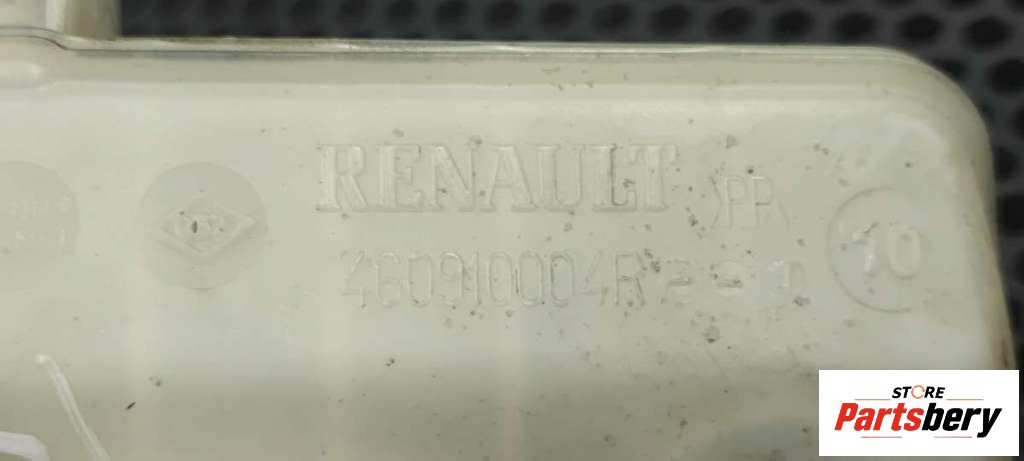 RENAULT
>PP<
460910004R
10
STORE
Partsbery